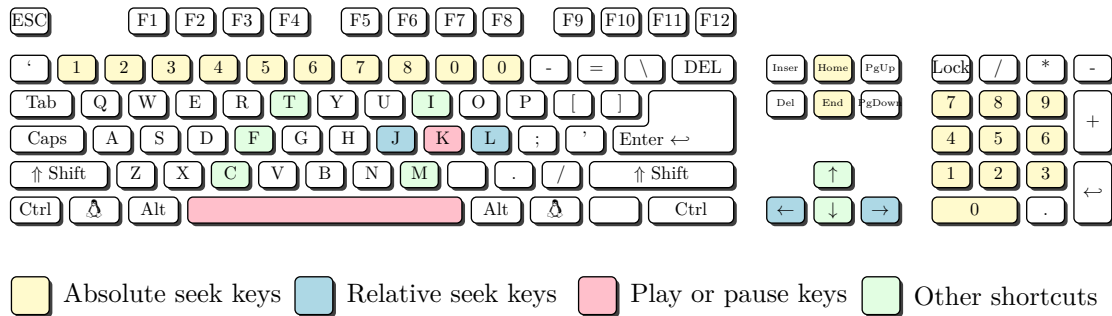 ESC F1 F2 F3 F4 F5 F6 F7 F8 F9 F10 F11 F12
‘ 1 2 3 4 5 6 7 8 0 0 - = \ DEL Inser Home PgUp Lock / * -
Tab Q W E R T Y U I O P [ ] Del End PgDown 7 8 9 +
Caps A S D F G H J K L ; ' Enter ↩ 4 5 6
⇑ Shift Z X C V B N M . / ⇑ Shift ↑ 1 2 3 ↩
Ctrl Alt Alt Ctrl ← ↓ → 0 .
Absolute seek keys Relative seek keys Play or pause keys Other shortcuts